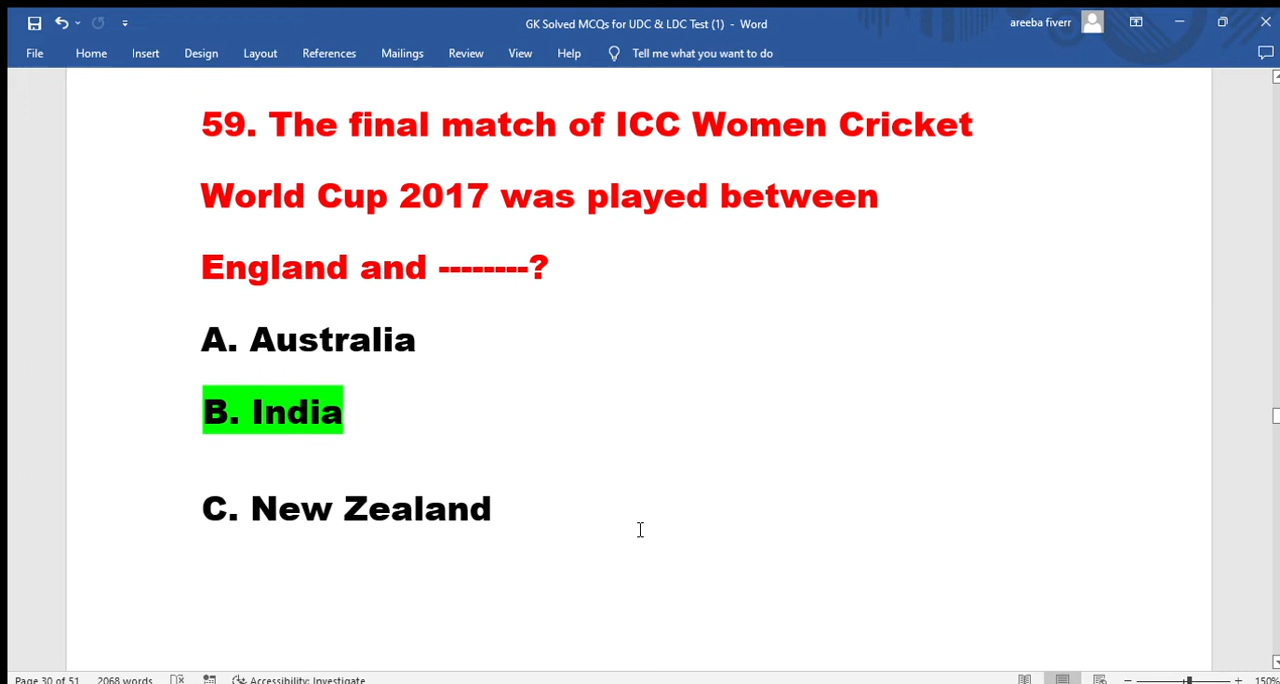 GK Solved MCQs for UDC & LDC Test (1) - Word
areeba fiverr
File Home Insert Design Layout References Mailings Review View Help Tell me what you want to do
59. The final match of ICC Women Cricket
World Cup 2017 was played between
England and --------?
A. Australia
B. India
C. New Zealand
Page 30 of 51 2068 words Accessibility: Investigate 150%